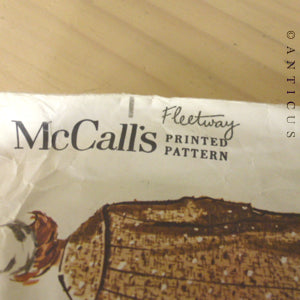 Fleetway
McCall's PRINTED
PATTERN
© ANTICUS